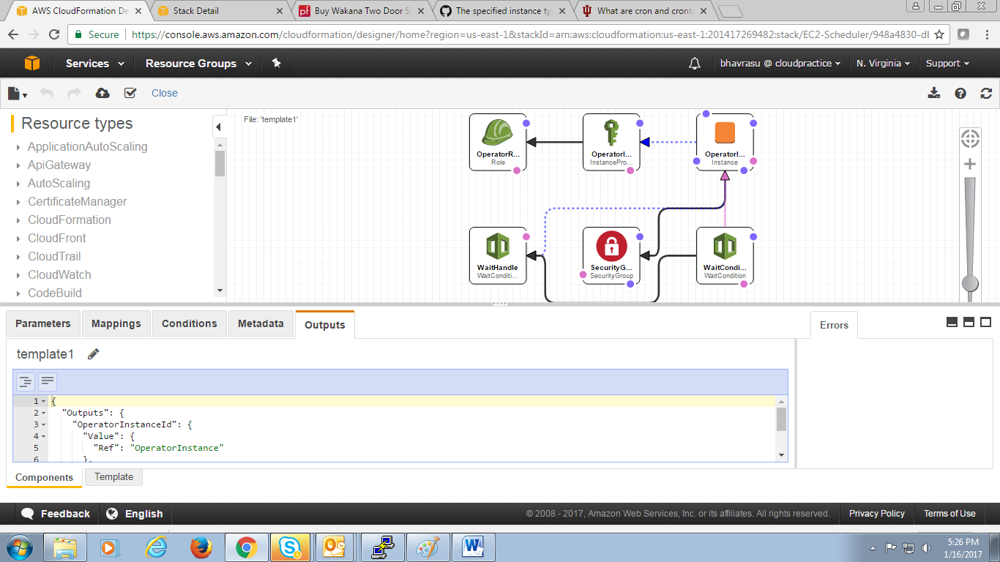 AWS CloudFormation De
Stack Detail
Buy Wakana Two Door S
The specified instance ty
What are cron and cront
Secure
https://console.aws.amazon.com/cloudformation/designer/home?region=us-east-1&stackId=arn:aws:cloudformation:us-east-1:201417269482:stack/EC2-Scheduler/948a4830-db
Services
Resource Groups
bhavrasu @ cloudpractice
N. Virginia
Support
Close
Resource types
ApplicationAutoScaling
ApiGateway
AutoScaling
CertificateManager
CloudFormation
CloudFront
CloudTrail
CloudWatch
CodeBuild
File: 'template1'
OperatorR...
Role
OperatorI...
InstancePro...
OperatorI...
Instance
WaitHandle
WaitConditi...
SecurityG...
SecurityGroup
WaitCondi...
WaitCondition
Parameters
Mappings
Conditions
Metadata
Outputs
Errors
template1
1 {
2 "Outputs": {
3 "OperatorInstanceId": {
4 "Value": {
5 "Ref": "OperatorInstance"
6 },
Components
Template
Feedback
English
© 2008 - 2017, Amazon Web Services, Inc. or its affiliates. All rights reserved.
Privacy Policy
Terms of Use
5:26 PM
1/16/2017